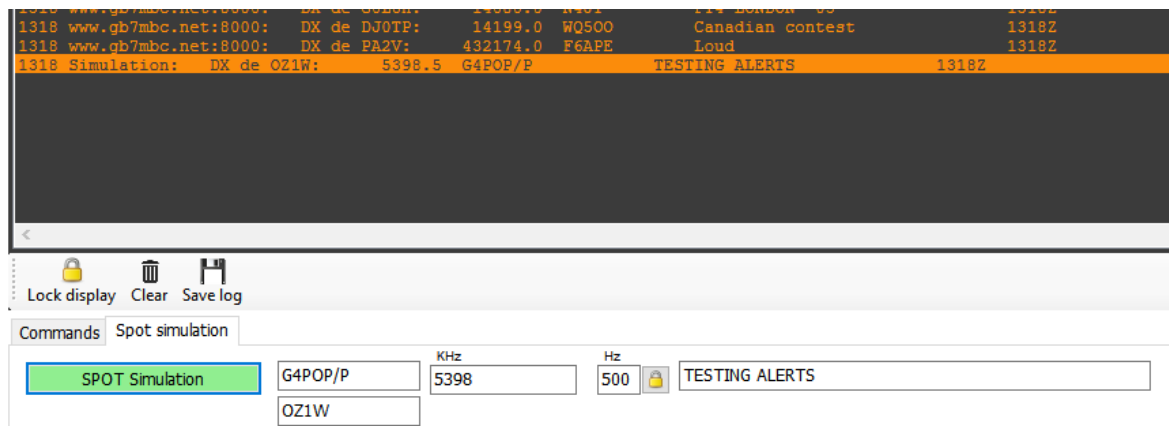 1318 www.gb7mbc.net:8000: DX de DJ0TP: 14199.0 WQ5OO Canadian contest 1318Z
1318 www.gb7mbc.net:8000: DX de PA2V: 432174.0 F6APE Loud 1318Z
1318 Simulation: DX de OZ1W: 5398.5 G4POP/P TESTING ALERTS 1318Z
Lock display Clear Save log
Commands Spot simulation
KHz Hz
SPOT Simulation G4POP/P 5398 500 TESTING ALERTS
OZ1W